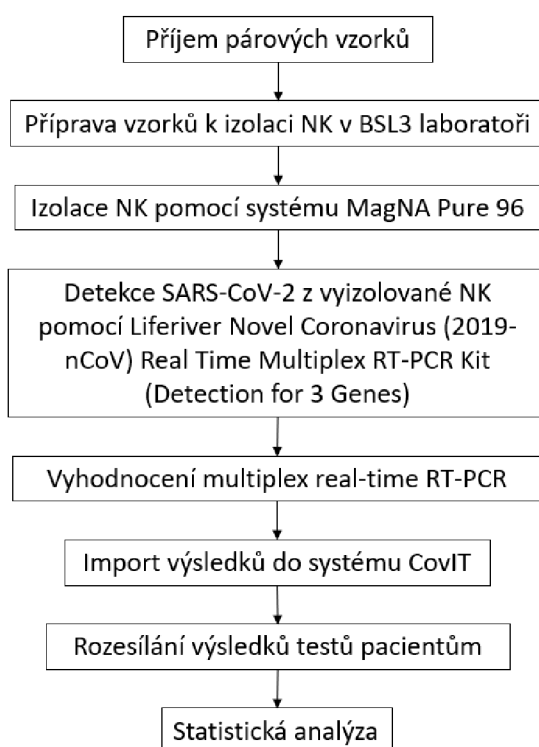 Příjem párových vzorků
Příprava vzorků k izolaci NK v BSL3 laboratoři
Izolace NK pomocí systému MagNA Pure 96
Detekce SARS-CoV-2 z vyizolované NK
pomocí Liferiver Novel Coronavirus (2019-
nCoV) Real Time Multiplex RT-PCR Kit
(Detection for 3 Genes)
Vyhodnocení multiplex real-time RT-PCR
Import výsledků do systému CovIT
Rozesílání výsledků testů pacientům
Statistická analýza